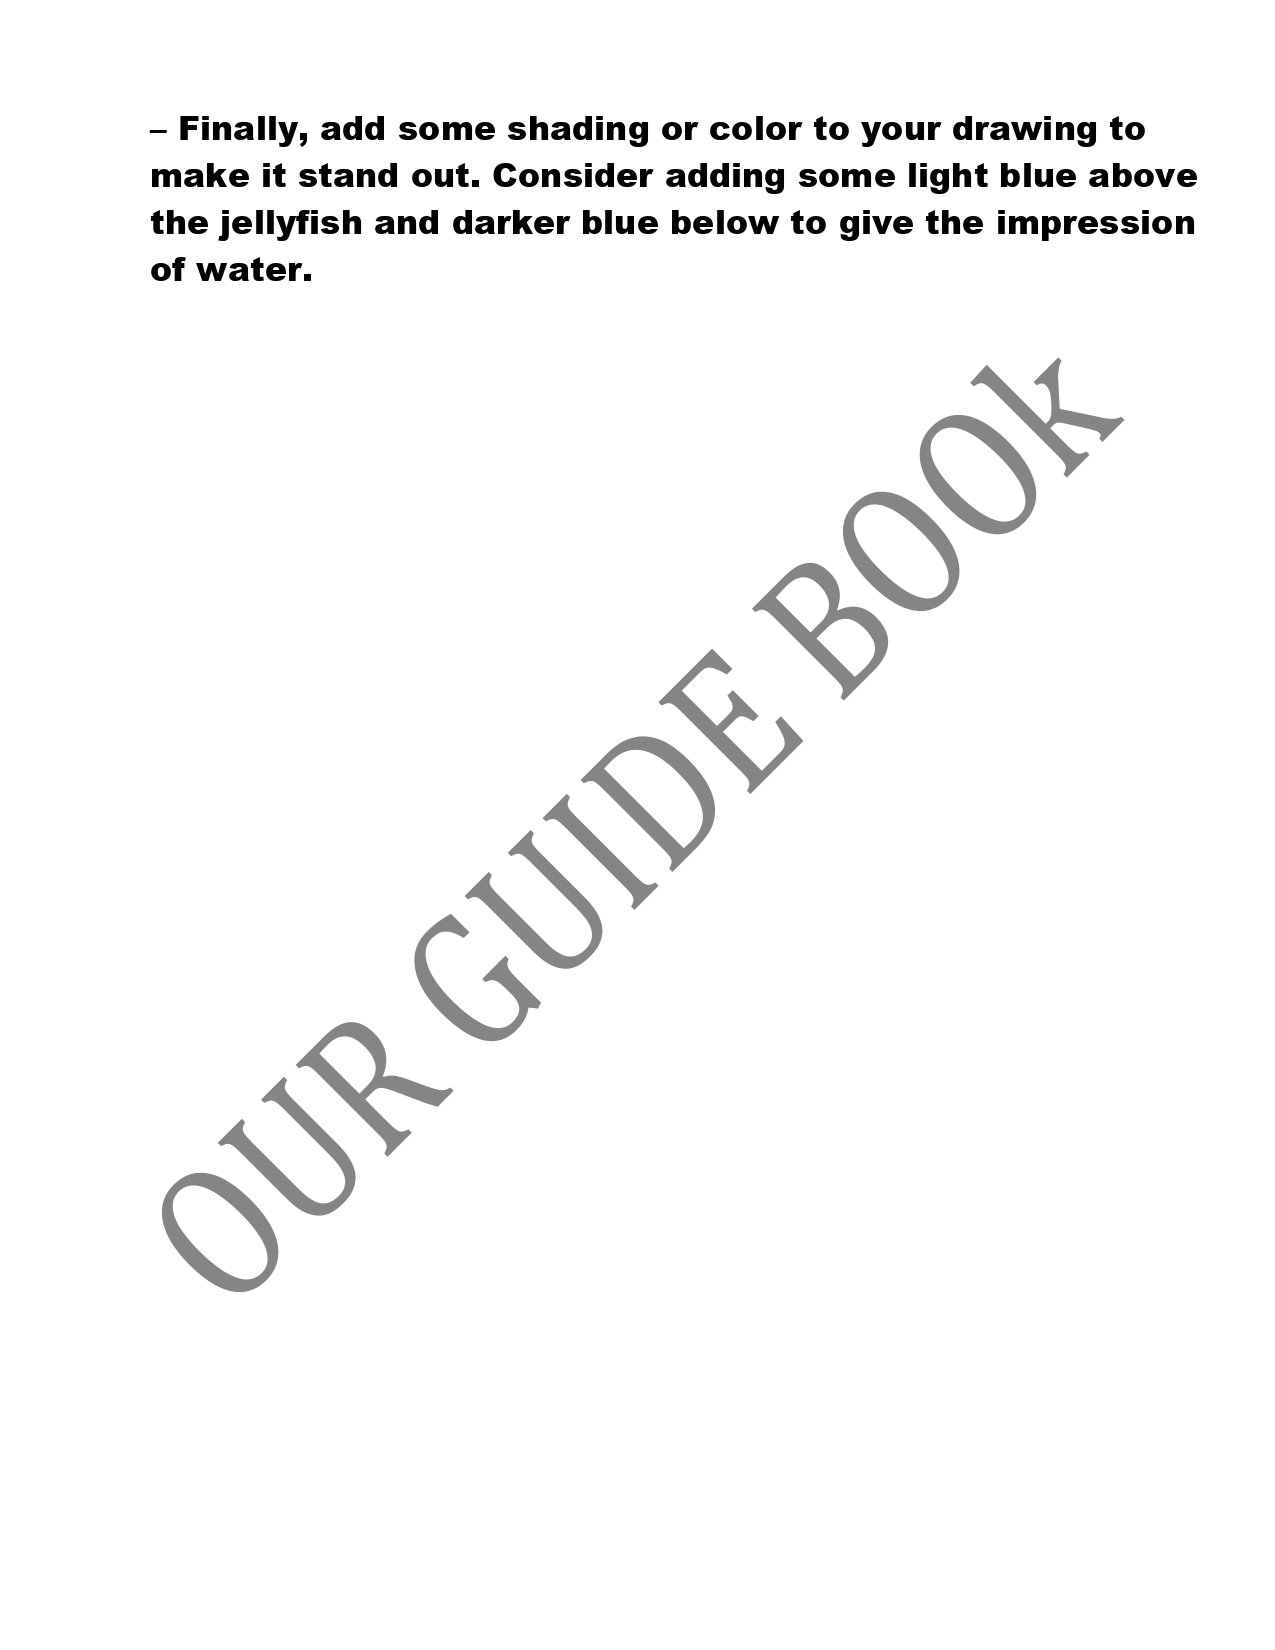 – Finally, add some shading or color to your drawing to
make it stand out. Consider adding some light blue above
the jellyfish and darker blue below to give the impression
of water.
OUR GUIDE BOOk